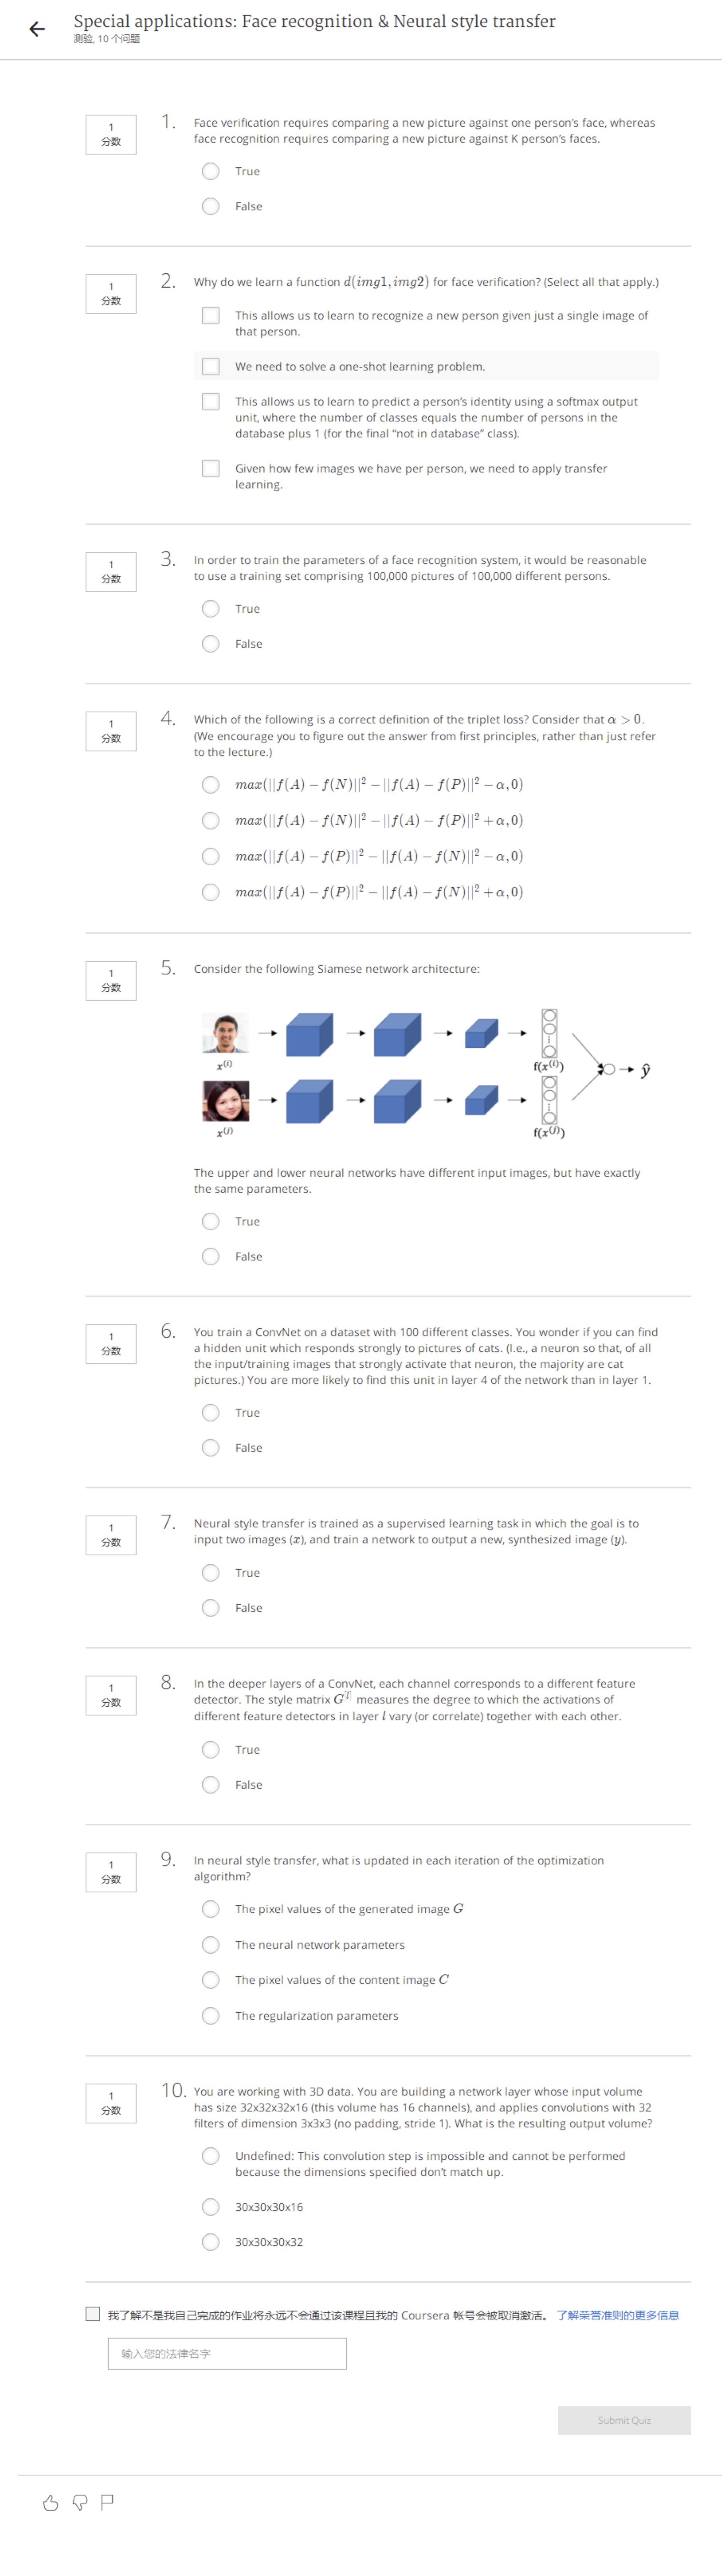 Special applications: Face recognition & Neural style transfer
测验, 10 个问题
1
分数
1. Face verification requires comparing a new picture against one person's face, whereas
face recognition requires comparing a new picture against K person's faces.
True
False
1
分数
2. Why do we learn a function d(img1, img2) for face verification? (Select all that apply.)
This allows us to learn to recognize a new person given just a single image of
that person.
We need to solve a one-shot learning problem.
This allows us to learn to predict a person's identity using a softmax output
unit, where the number of classes equals the number of persons in the
database plus 1 (for the final "not in database" class).
Given how few images we have per person, we need to apply transfer
learning.
1
分数
3. In order to train the parameters of a face recognition system, it would be reasonable
to use a training set comprising 100,000 pictures of 100,000 different persons.
True
False
1
分数
4. Which of the following is a correct definition of the triplet loss? Consider that α > 0.
(We encourage you to figure out the answer from first principles, rather than just refer
to the lecture.)
max(||f(A) − f(N)||² − ||f(A) − f(P)||² − α, 0)
max(||f(A) − f(N)||² − ||f(A) − f(P)||² + α, 0)
max(||f(A) − f(P)||² − ||f(A) − f(N)||² − α, 0)
max(||f(A) − f(P)||² − ||f(A) − f(N)||² + α, 0)
1
分数
5. Consider the following Siamese network architecture:
x⁽ⁱ⁾
f(x⁽ⁱ⁾)
ŷ
x⁽ʲ⁾
f(x⁽ʲ⁾)
The upper and lower neural networks have different input images, but have exactly
the same parameters.
True
False
1
分数
6. You train a ConvNet on a dataset with 100 different classes. You wonder if you can find
a hidden unit which responds strongly to pictures of cats. (I.e., a neuron so that, of all
the input/training images that strongly activate that neuron, the majority are cat
pictures.) You are more likely to find this unit in layer 4 of the network than in layer 1.
True
False
1
分数
7. Neural style transfer is trained as a supervised learning task in which the goal is to
input two images (x), and train a network to output a new, synthesized image (y).
True
False
1
分数
8. In the deeper layers of a ConvNet, each channel corresponds to a different feature
detector. The style matrix G^[l] measures the degree to which the activations of
different feature detectors in layer l vary (or correlate) together with each other.
True
False
1
分数
9. In neural style transfer, what is updated in each iteration of the optimization
algorithm?
The pixel values of the generated image G
The neural network parameters
The pixel values of the content image C
The regularization parameters
1
分数
10. You are working with 3D data. You are building a network layer whose input volume
has size 32x32x32x16 (this volume has 16 channels), and applies convolutions with 32
filters of dimension 3x3x3 (no padding, stride 1). What is the resulting output volume?
Undefined: This convolution step is impossible and cannot be performed
because the dimensions specified don't match up.
30x30x30x16
30x30x30x32
我了解不是我自己完成的作业将永远不会通过该课程且我的 Coursera 帐号会被取消激活。 了解荣誉准则的更多信息
输入您的法律名字
Submit Quiz